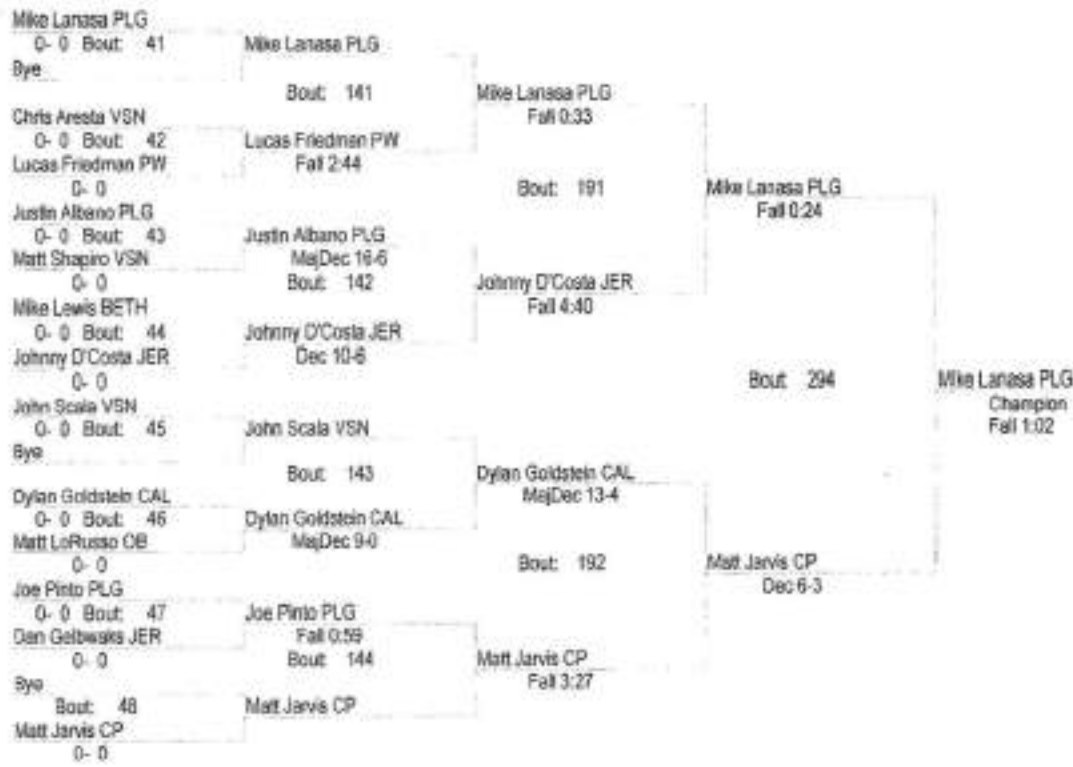 Mike Lanasa PLG
0- 0 Bout: 41
Bye
Chris Aresta VSN
0- 0 Bout: 42
Lucas Friedman PW
0- 0
Justin Albano PLG
0- 0 Bout: 43
Matt Shapiro VSN
0- 0
Mike Lewis BETH
0- 0 Bout: 44
Johnny D'Costa JER
0- 0
John Scala VSN
0- 0 Bout: 45
Bye
Dylan Goldstein CAL
0- 0 Bout: 46
Matt LoRusso OB
0- 0
Joe Pinto PLG
0- 0 Bout: 47
Dan Gelbwaks JER
0- 0
Bye
Bout: 48
Matt Jarvis CP
0- 0
Mike Lanasa PLG
Bout: 141
Lucas Friedman PW
Fall 2:44
Justin Albano PLG
MajDec 16-6
Bout: 142
Johnny D'Costa JER
Dec 10-6
John Scala VSN
Bout: 143
Dylan Goldstein CAL
MajDec 9-0
Joe Pinto PLG
Fall 0:59
Bout: 144
Matt Jarvis CP
Mike Lanasa PLG
Fall 0:33
Bout: 191
Johnny D'Costa JER
Fall 4:40
Dylan Goldstein CAL
MajDec 13-4
Bout: 192
Matt Jarvis CP
Fall 3:27
Mike Lanasa PLG
Fall 0:24
Bout: 294
Matt Jarvis CP
Dec 6-3
Mike Lanasa PLG
Champion
Fall 1:02